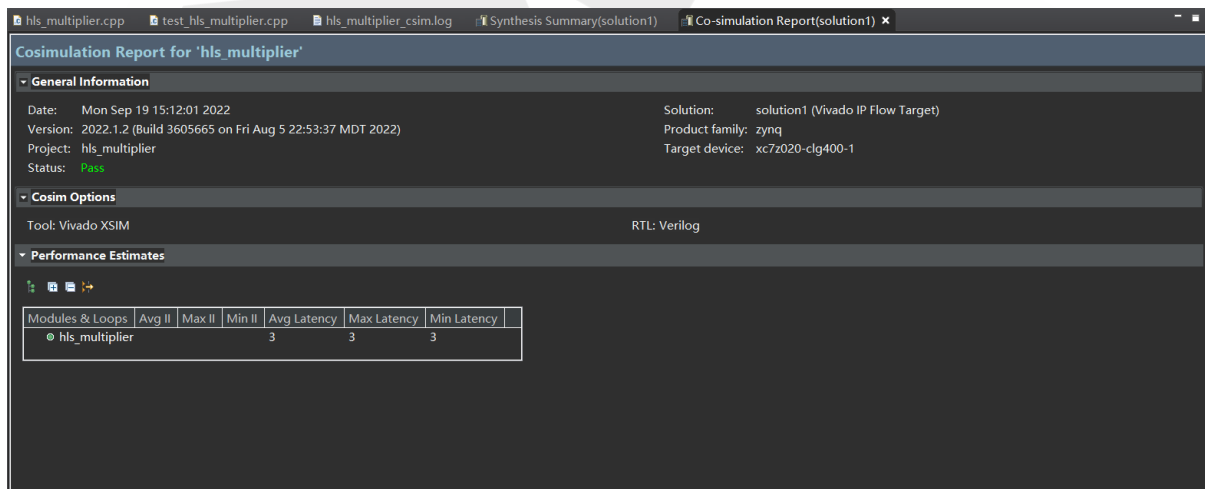 hls_multiplier.cpp test_hls_multiplier.cpp hls_multiplier_csim.log Synthesis Summary(solution1) Co-simulation Report(solution1)
Cosimulation Report for 'hls_multiplier'
General Information
Date: Mon Sep 19 15:12:01 2022 Solution: solution1 (Vivado IP Flow Target)
Version: 2022.1.2 (Build 3605665 on Fri Aug 5 22:53:37 MDT 2022) Product family: zynq
Project: hls_multiplier Target device: xc7z020-clg400-1
Status: Pass
Cosim Options
Tool: Vivado XSIM RTL: Verilog
Performance Estimates
Modules & Loops Avg II Max II Min II Avg Latency Max Latency Min Latency
hls_multiplier 3 3 3